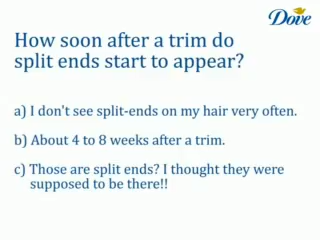 Dove
How soon after a trim do
split ends start to appear?
a) I don't see split-ends on my hair very often.
b) About 4 to 8 weeks after a trim.
c) Those are split ends? I thought they were
supposed to be there!!